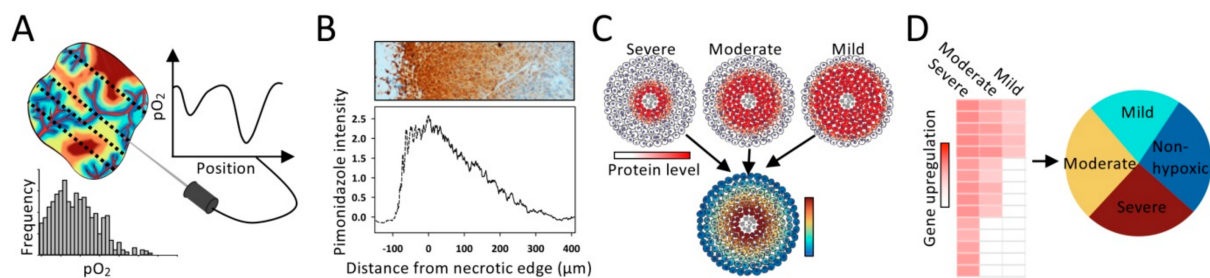 A
pO2
Position
Frequency
pO2
B
Pimonidazole intensity
2.5
2.0
1.5
1.0
0.5
0.0
-100
0
100
200
300
400
Distance from necrotic edge (µm)
C
Severe
Moderate
Mild
Protein level
D
Severe
Moderate
Mild
Gene upregulation
Mild
Moderate
Non-
hypoxic
Severe